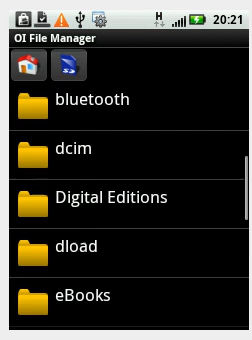 H 20:21
OI File Manager
bluetooth
dcim
Digital Editions
dload
eBooks